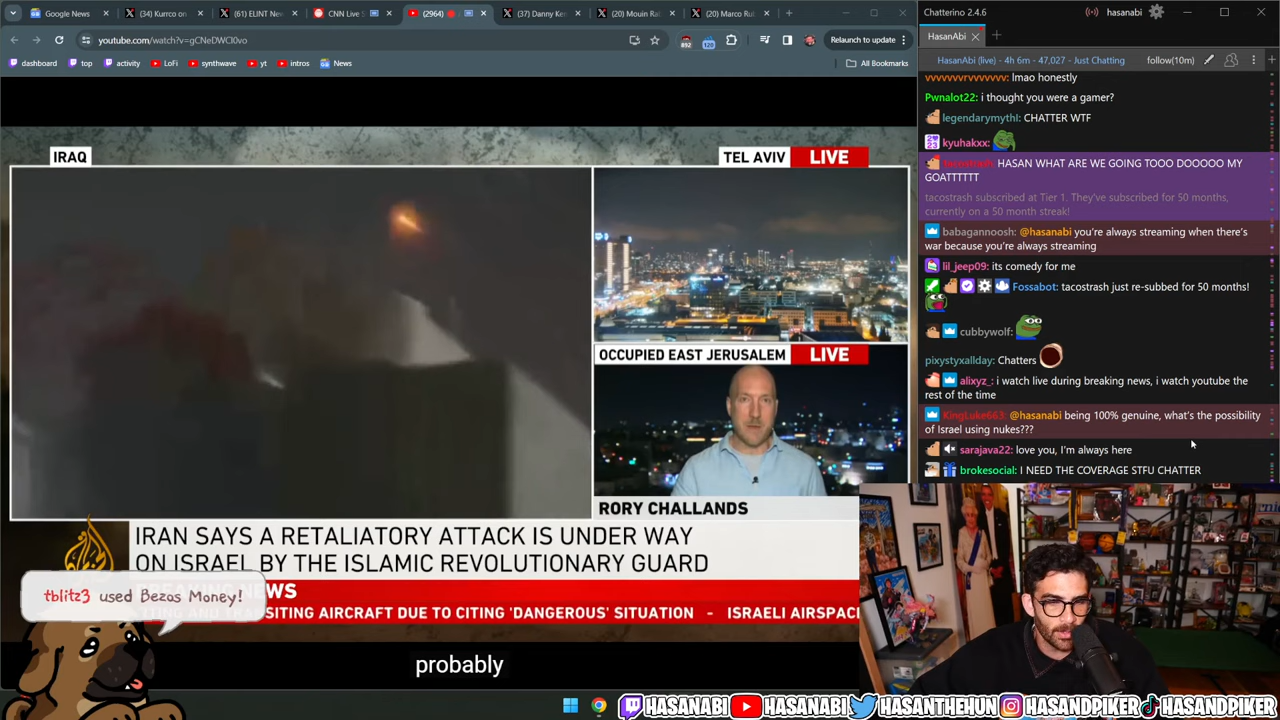 Google News
(34) Kurrco on
(61) ELINT New
CNN Live S
(2964)
(37) Danny Ke
(20) Mouin Ra
(20) Marco Rul
youtube.com/watch?v=gCNeDWCl0vo
892
120
Relaunch to update
dashboard
top
activity
LoFi
synthwave
yt
intros
News
All Bookmarks
IRAQ
TEL AVIV LIVE
OCCUPIED EAST JERUSALEM LIVE
RORY CHALLANDS
IRAN SAYS A RETALIATORY ATTACK IS UNDER WAY
ON ISRAEL BY THE ISLAMIC REVOLUTIONARY GUARD
NEWS
SITING AIRCRAFT DUE TO CITING 'DANGEROUS' SITUATION - ISRAELI AIRSPAC
tblitz3 used Bezos Money!
probably
Chatterino 2.4.6
hasanabi
HasanAbi
HasanAbi (live) - 4h 6m - 47,027 - Just Chatting
follow(10m)
lmao honestly
Pwnalot22: i thought you were a gamer?
legendarymythl: CHATTER WTF
kyuhakxx:
tacostrash: HASAN WHAT ARE WE GOING TOOO DOOOOO MY
GOATTTTT
tacostrash subscribed at Tier 1. They've subscribed for 50 months,
currently on a 50 month streak!
babagannoosh: @hasanabi you're always streaming when there's
war because you're always streaming
lil_jeep09: its comedy for me
Fossabot: tacostrash just re-subbed for 50 months!
cubbywolf:
pixystyxallday: Chatters
alixyz_: i watch live during breaking news, i watch youtube the
rest of the time
KingLuke663: @hasanabi being 100% genuine, what's the possibility
of Israel using nukes???
sarajava22: love you, I'm always here
brokesocial: I NEED THE COVERAGE STFU CHATTER
HASANABI
HASANABI
HASANTHEHUN
HASANDPIKER
HASANDPIKER